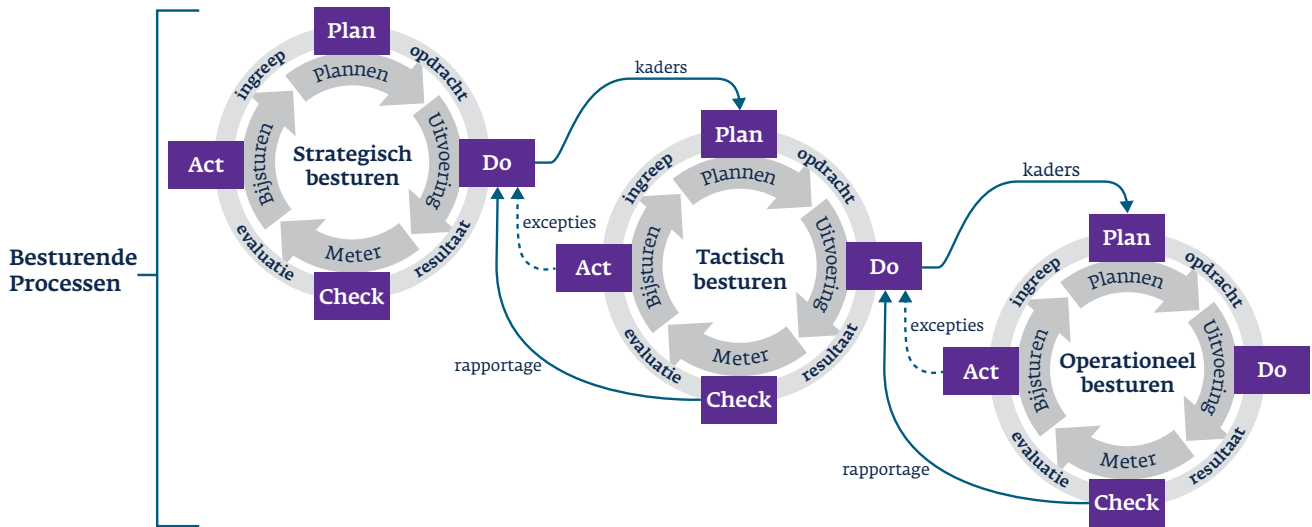 Besturende
Processen
Plan
ingreep
opdracht
Plannen
Act
Bijsturen
Strategisch
besturen
Uitvoering
Do
evaluatie
Meter
resultaat
Check
kaders
excepties
rapportage
Plan
ingreep
opdracht
Plannen
Act
Bijsturen
Tactisch
besturen
Uitvoering
Do
evaluatie
Meter
resultaat
Check
kaders
excepties
rapportage
Plan
ingreep
opdracht
Plannen
Act
Bijsturen
Operationeel
besturen
Uitvoering
Do
evaluatie
Meter
resultaat
Check